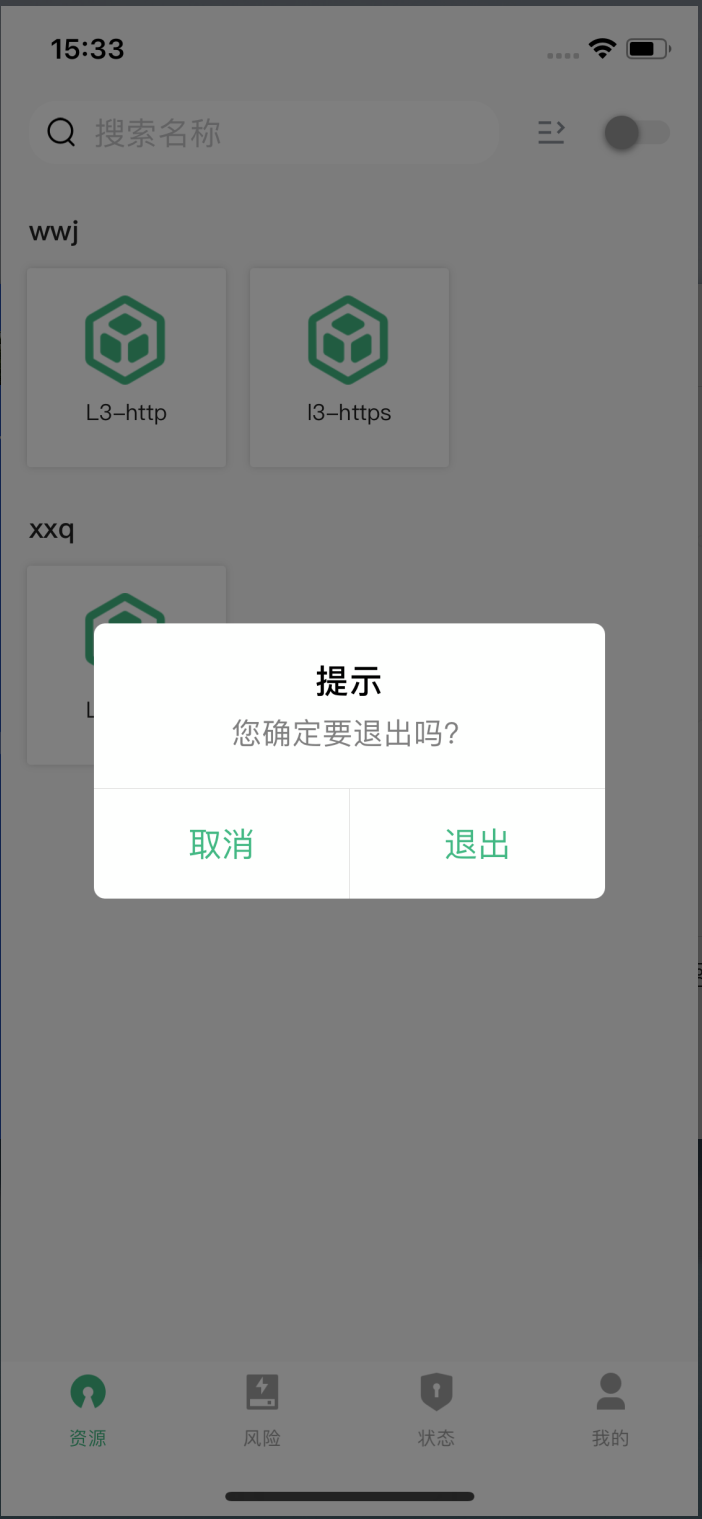 15:33
搜索名称
wwj
L3-http
l3-https
xxq
提示
您确定要退出吗?
取消
退出
资源
风险
状态
我的